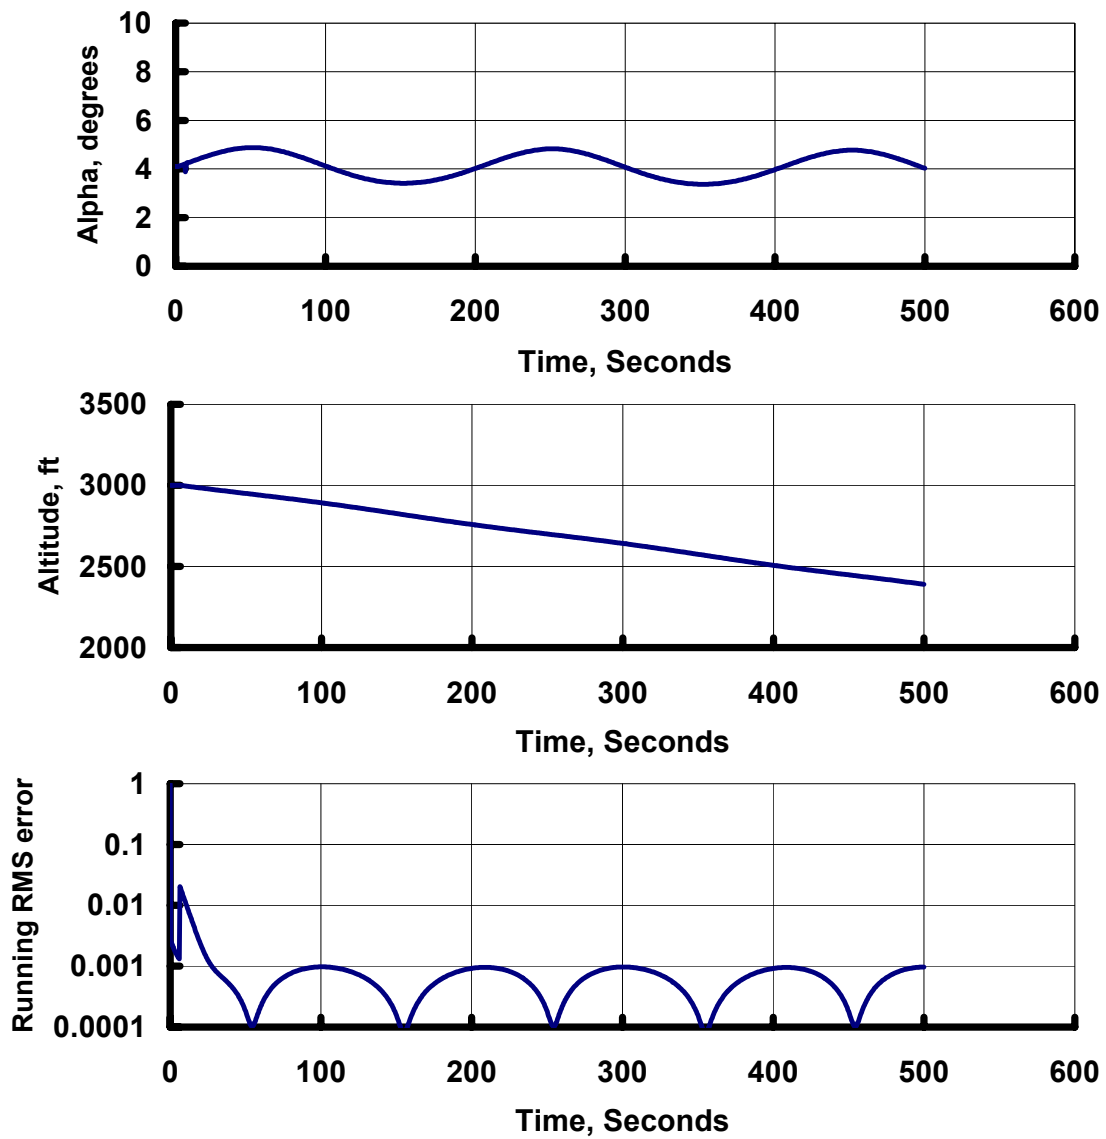 Alpha, degrees
10
8
6
4
2
0
0 100 200 300 400 500 600
Time, Seconds
Altitude, ft
3500
3000
2500
2000
0 100 200 300 400 500 600
Time, Seconds
Running RMS error
1
0.1
0.01
0.001
0.0001
0 100 200 300 400 500 600
Time, Seconds